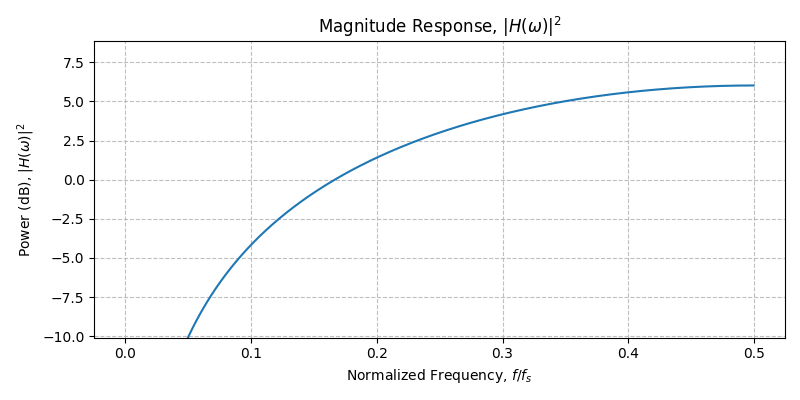 Magnitude Response, |H(ω)|²
Power (dB), |H(ω)|²
7.5
5.0
2.5
0.0
−2.5
−5.0
−7.5
−10.0
0.0 0.1 0.2 0.3 0.4 0.5
Normalized Frequency, f/fₛ